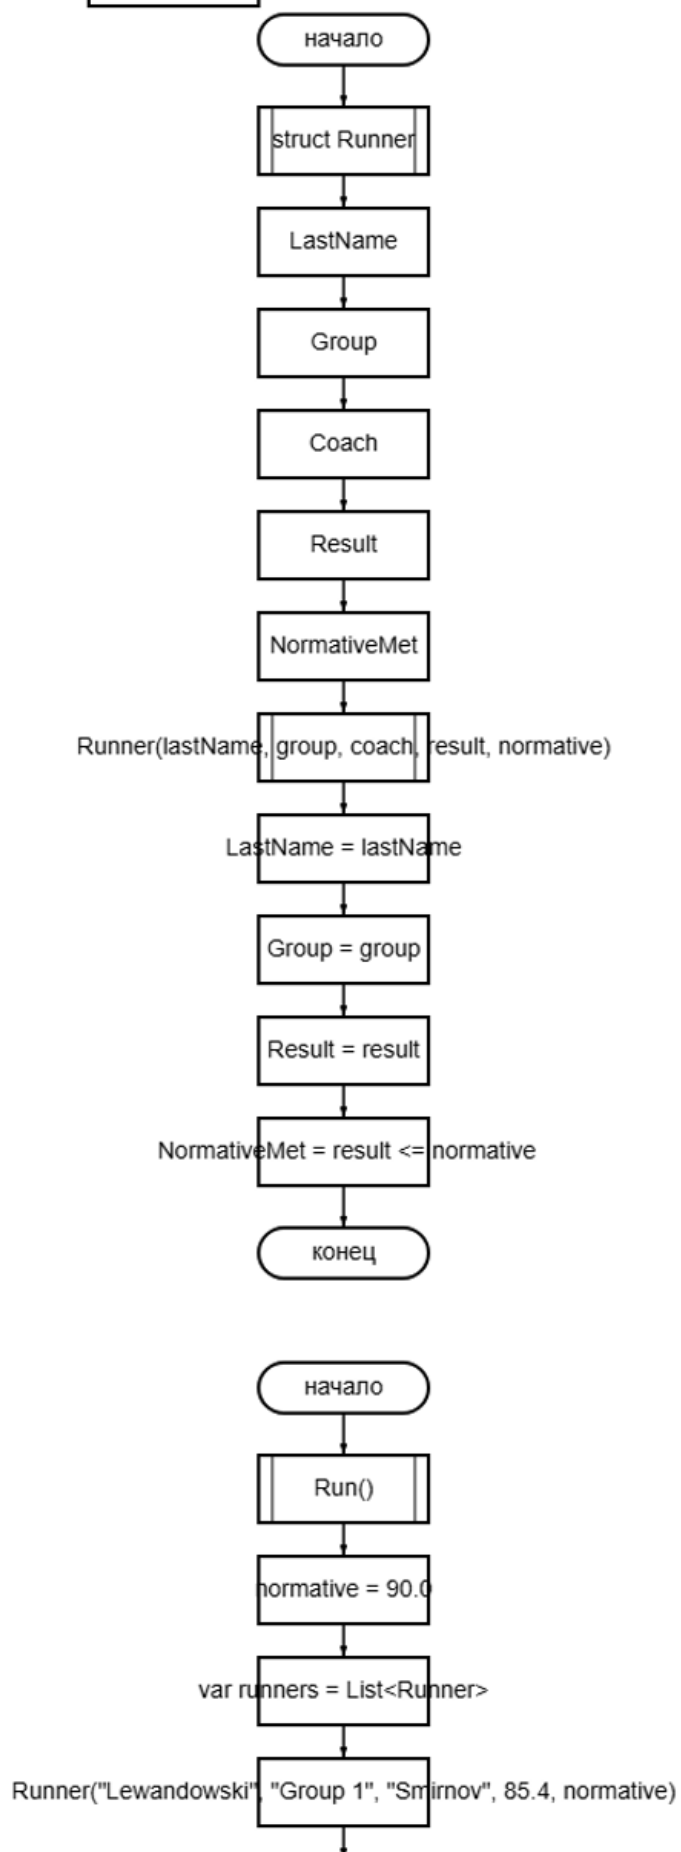 начало
struct Runner
LastName
Group
Coach
Result
NormativeMet
Runner(lastName, group, coach, result, normative)
LastName = lastName
Group = group
Result = result
NormativeMet = result <= normative
конец
начало
Run()
normative = 90.0
var runners = List<Runner>
Runner("Lewandowski", "Group 1", "Smirnov", 85.4, normative)